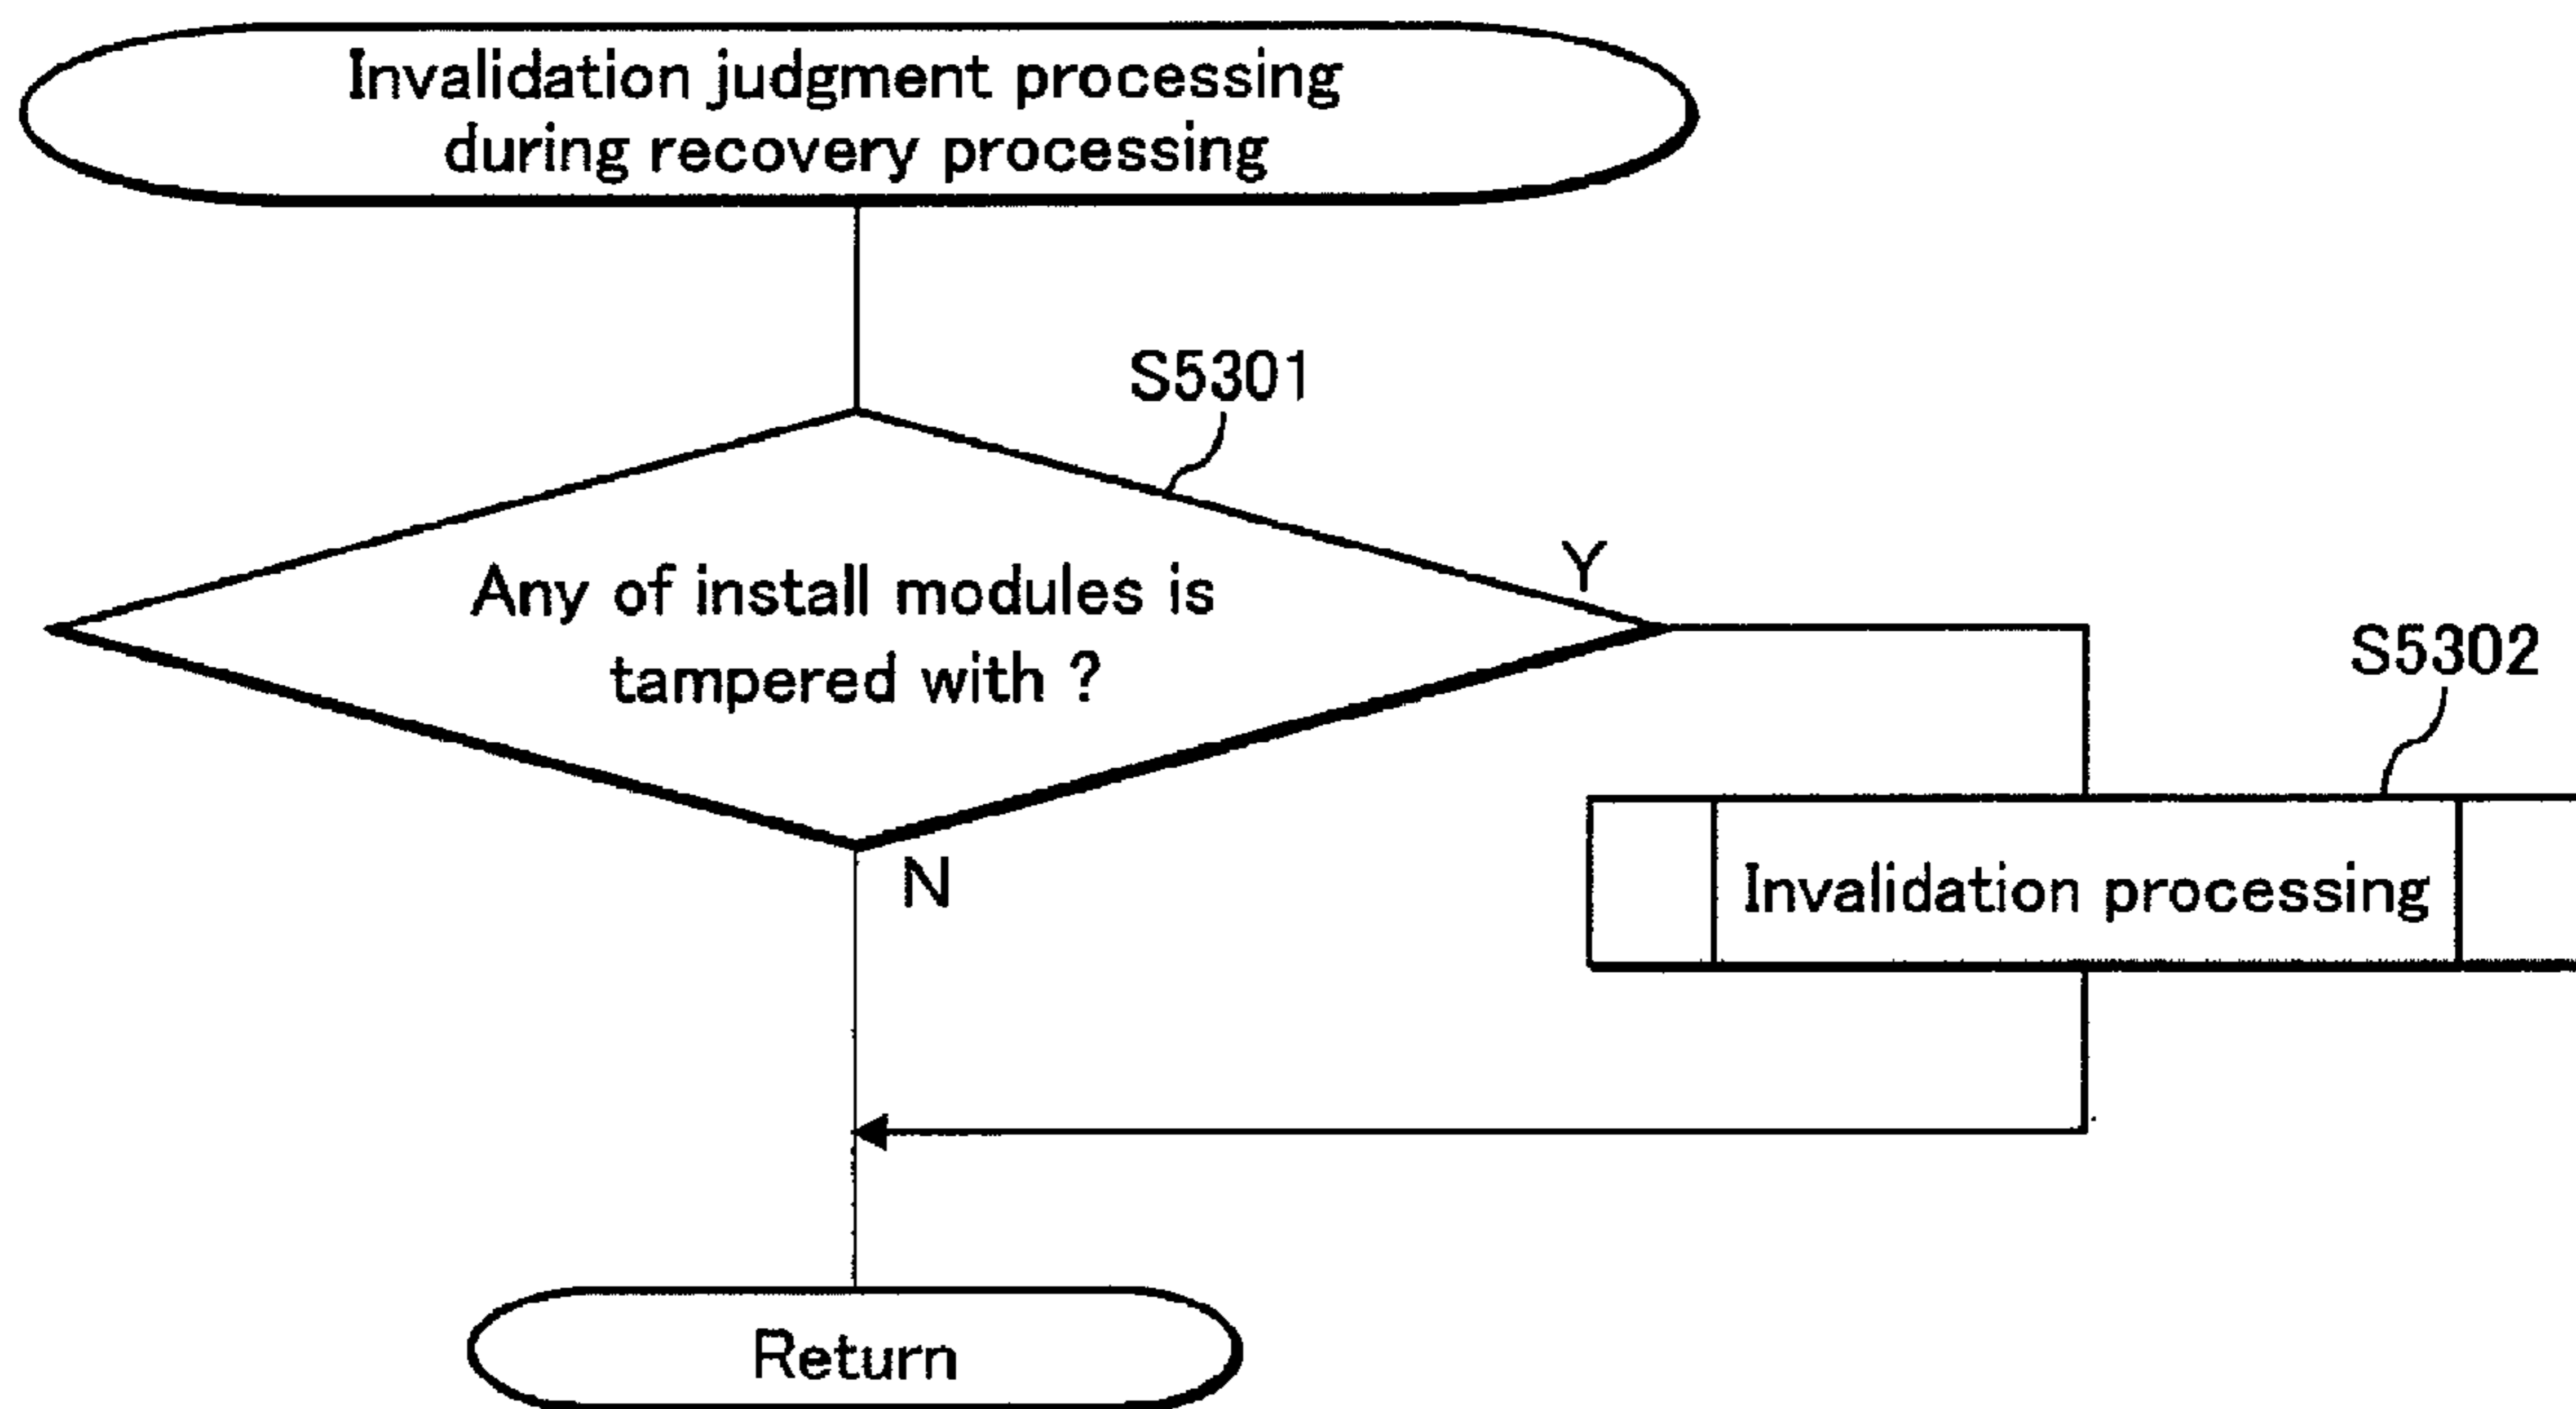 Invalidation judgment processing
during recovery processing
S5301
Any of install modules is
tampered with ?
Y
S5302
N
Invalidation processing
Return